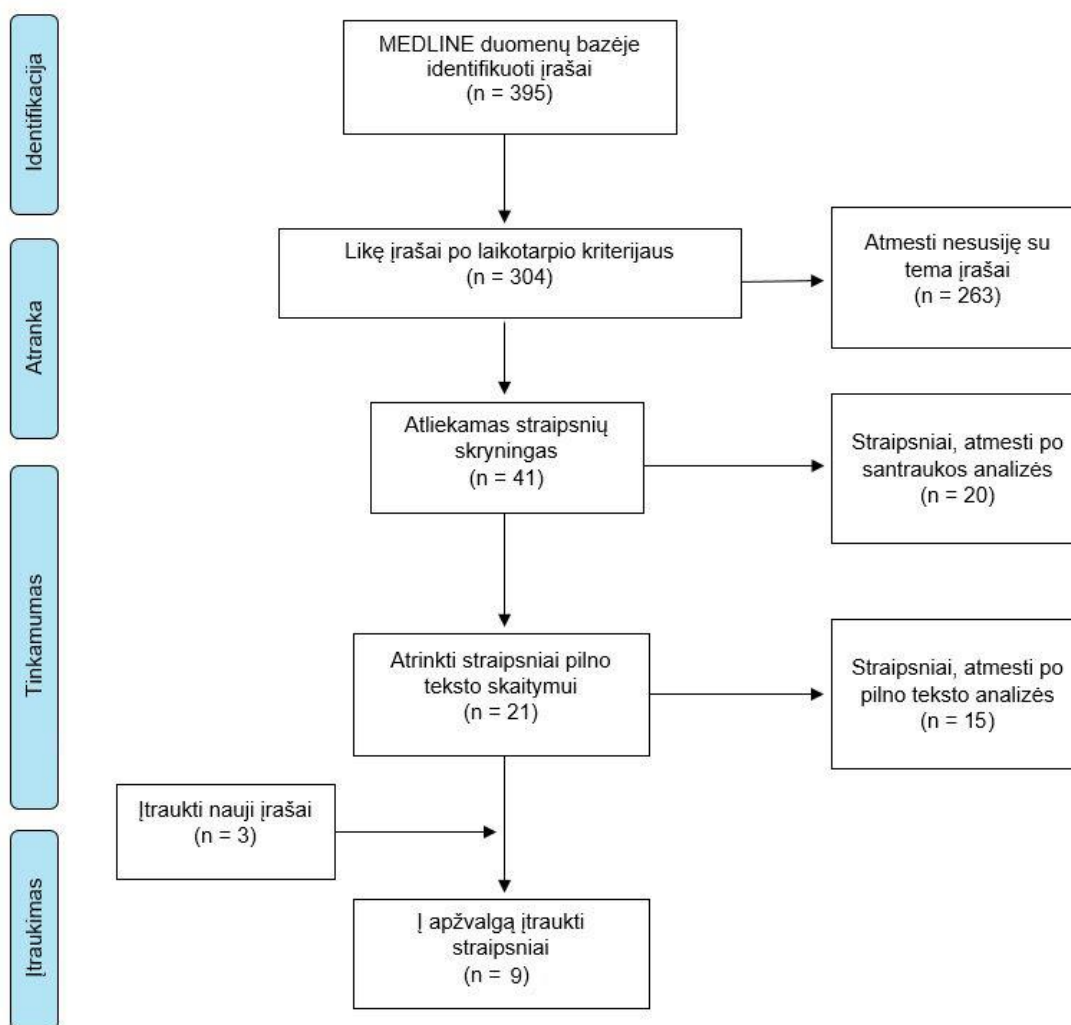 Identifikacija
MEDLINE duomenų bazėje
identifikuoti įrašai
(n = 395)
Atranka
Likę įrašai po laikotarpio kriterijaus
(n = 304)
Atmesti nesusiję su
tema įrašai
(n = 263)
Atliekamas straipsnių
skryningas
(n = 41)
Straipsniai, atmesti po
santraukos analizės
(n = 20)
Tinkamumas
Atrinkti straipsniai pilno
teksto skaitymui
(n = 21)
Straipsniai, atmesti po
pilno teksto analizės
(n = 15)
Įtraukti nauji įrašai
(n = 3)
Įtraukimas
Į apžvalgą įtraukti
straipsniai
(n = 9)